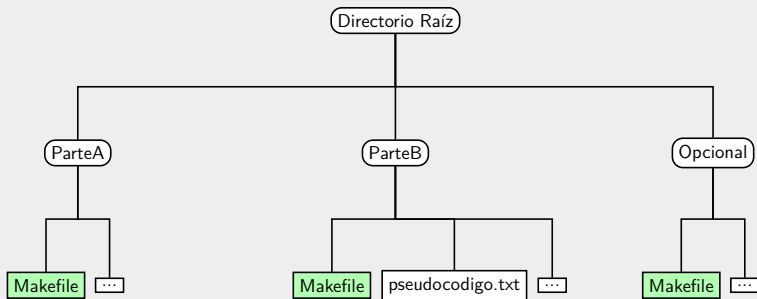 Directorio Raíz
ParteA
ParteB
Opcional
Makefile
...
Makefile
pseudocodigo.txt
...
Makefile
...